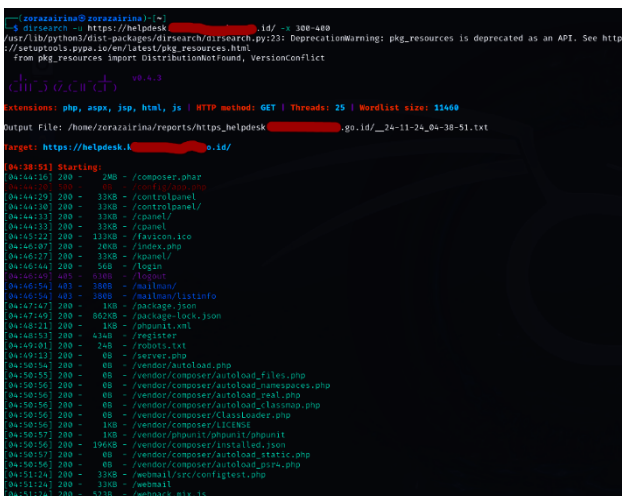 (zorazairina㉿zorazairina)-[~]
$ dirsearch -u https://helpdesk. .id/ -x 300-400
/usr/lib/python3/dist-packages/dirsearch/dirsearch.py:23: DeprecationWarning: pkg_resources is deprecated as an API. See http
://setuptools.pypa.io/en/latest/pkg_resources.html
from pkg_resources import DistributionNotFound, VersionConflict
v0.4.3
Extensions: php, aspx, jsp, html, js | HTTP method: GET | Threads: 25 | Wordlist size: 11460
Output File: /home/zorazairina/reports/https_helpdesk .go.id/__24-11-24_04-38-51.txt
Target: https://helpdesk. o.id/
[04:38:51] Starting:
[04:44:16] 200 - 2MB - /composer.phar
[04:44:20] 500 - 0B - /config/app.php
[04:44:29] 200 - 33KB - /controlpanel
[04:44:30] 200 - 33KB - /controlpanel/
[04:44:33] 200 - 33KB - /cpanel/
[04:44:33] 200 - 33KB - /cpanel
[04:45:22] 200 - 133KB - /favicon.ico
[04:46:07] 200 - 20KB - /index.php
[04:46:27] 200 - 33KB - /kpanel/
[04:46:44] 200 - 56B - /login
[04:46:49] 405 - 630B - /logout
[04:46:54] 403 - 380B - /mailman/
[04:46:54] 403 - 380B - /mailman/listinfo
[04:47:47] 200 - 1KB - /package.json
[04:47:49] 200 - 862KB - /package-lock.json
[04:48:21] 200 - 1KB - /phpunit.xml
[04:48:53] 200 - 434B - /register
[04:49:01] 200 - 24B - /robots.txt
[04:49:13] 200 - 0B - /server.php
[04:50:54] 200 - 0B - /vendor/autoload.php
[04:50:55] 200 - 0B - /vendor/composer/autoload_files.php
[04:50:56] 200 - 0B - /vendor/composer/autoload_namespaces.php
[04:50:56] 200 - 0B - /vendor/composer/autoload_real.php
[04:50:56] 200 - 0B - /vendor/composer/autoload_classmap.php
[04:50:56] 200 - 0B - /vendor/composer/ClassLoader.php
[04:50:56] 200 - 1KB - /vendor/composer/LICENSE
[04:50:57] 200 - 1KB - /vendor/phpunit/phpunit/phpunit
[04:50:56] 200 - 196KB - /vendor/composer/installed.json
[04:50:57] 200 - 0B - /vendor/composer/autoload_static.php
[04:50:56] 200 - 0B - /vendor/composer/autoload_psr4.php
[04:51:24] 200 - 33KB - /webmail/src/configtest.php
[04:51:24] 200 - 33KB - /webmail
[04:51:24] 200 - 523B - /webpack.mix.js